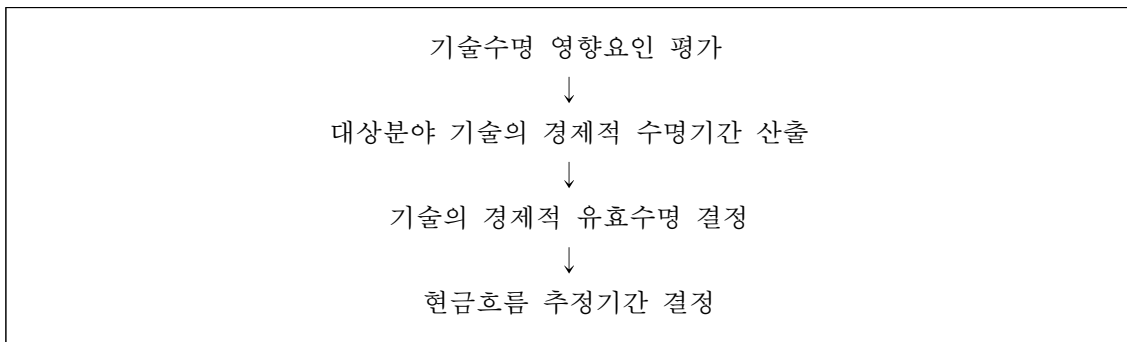 기술수명 영향요인 평가
↓
대상분야 기술의 경제적 수명기간 산출
↓
기술의 경제적 유효수명 결정
↓
현금흐름 추정기간 결정